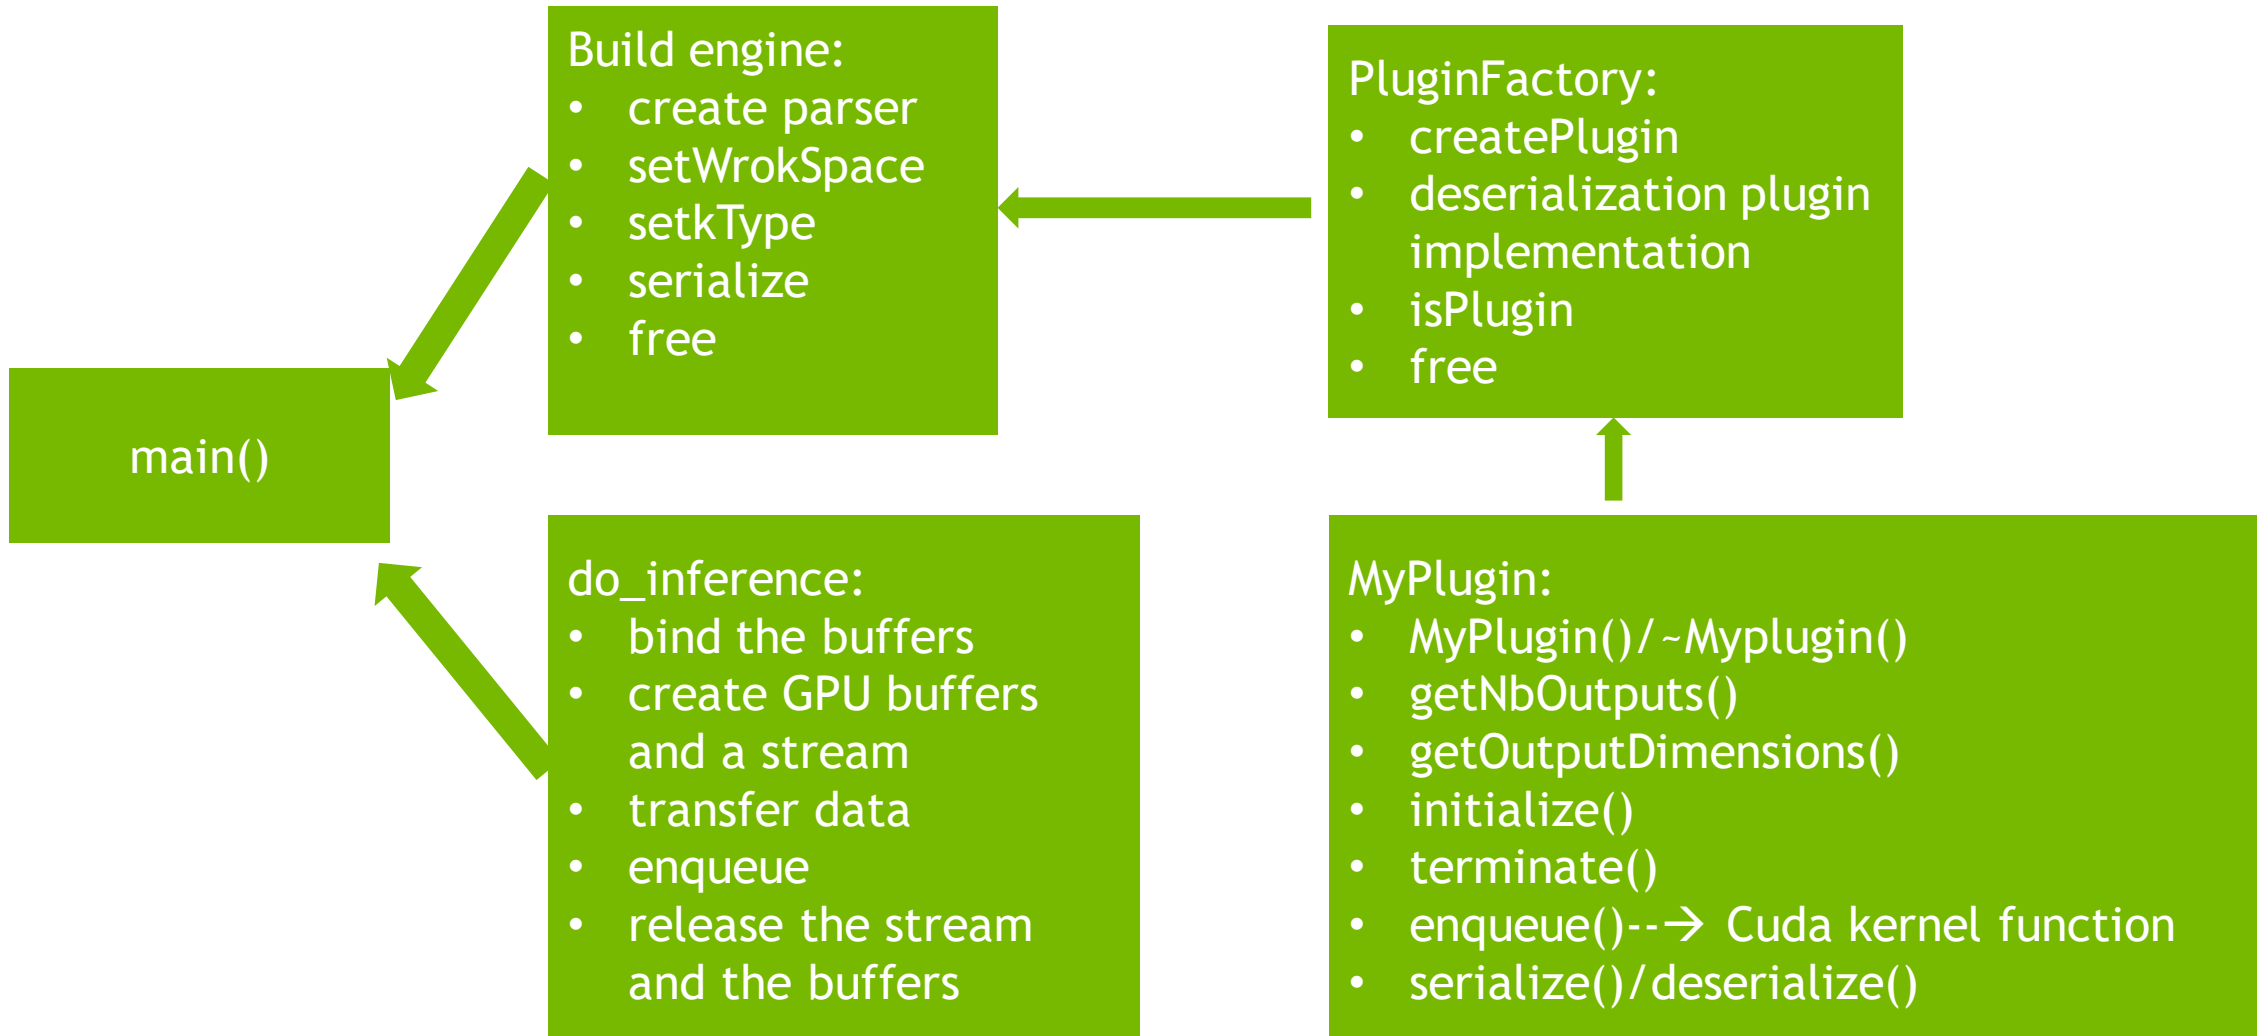 Build engine:
• create parser
• setWrokSpace
• setkType
• serialize
• free
PluginFactory:
• createPlugin
• deserialization plugin
implementation
• isPlugin
• free
main()
do_inference:
• bind the buffers
• create GPU buffers
and a stream
• transfer data
• enqueue
• release the stream
and the buffers
MyPlugin:
• MyPlugin()/~Myplugin()
• getNbOutputs()
• getOutputDimensions()
• initialize()
• terminate()
• enqueue()--→ Cuda kernel function
• serialize()/deserialize()